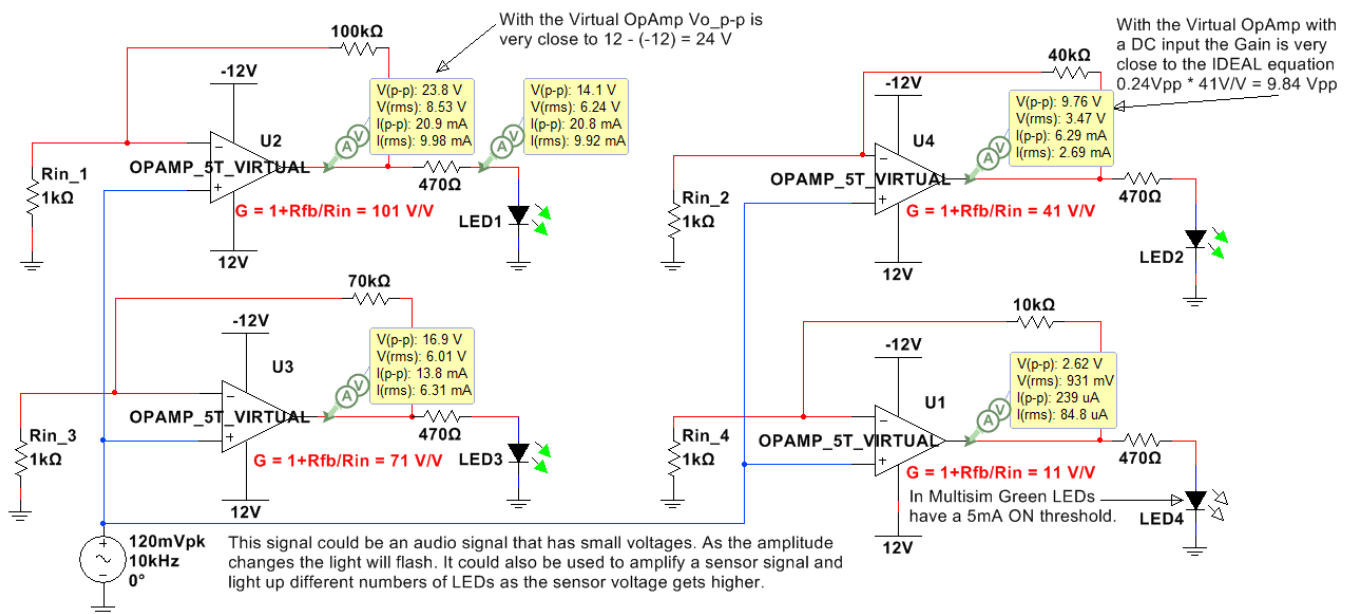 With the Virtual OpAmp Vo_p-p is
very close to 12 - (-12) = 24 V
100kΩ
-12V
V(p-p): 23.8 V
V(rms): 8.53 V
I(p-p): 20.9 mA
I(rms): 9.98 mA
V(p-p): 14.1 V
V(rms): 6.24 V
I(p-p): 20.8 mA
I(rms): 9.92 mA
A
V
A
V
U2
OPAMP_5T_VIRTUAL
Rin_1
1kΩ
470Ω
G = 1+Rfb/Rin = 101 V/V
LED1
12V
With the Virtual OpAmp with
a DC input the Gain is very
close to the IDEAL equation
0.24Vpp * 41V/V = 9.84 Vpp
40kΩ
-12V
V(p-p): 9.76 V
V(rms): 3.47 V
I(p-p): 6.29 mA
I(rms): 2.69 mA
A
V
U4
OPAMP_5T_VIRTUAL
Rin_2
1kΩ
470Ω
G = 1+Rfb/Rin = 41 V/V
LED2
12V
70kΩ
-12V
V(p-p): 16.9 V
V(rms): 6.01 V
I(p-p): 13.8 mA
I(rms): 6.31 mA
A
V
U3
OPAMP_5T_VIRTUAL
Rin_3
1kΩ
470Ω
G = 1+Rfb/Rin = 71 V/V
LED3
12V
10kΩ
-12V
V(p-p): 2.62 V
V(rms): 931 mV
I(p-p): 239 uA
I(rms): 84.8 uA
A
V
U1
OPAMP_5T_VIRTUAL
Rin_4
1kΩ
470Ω
G = 1+Rfb/Rin = 11 V/V
In Multisim Green LEDs
have a 5mA ON threshold.
LED4
12V
120mVpk
10kHz
0°
This signal could be an audio signal that has small voltages. As the amplitude
changes the light will flash. It could also be used to amplify a sensor signal and
light up different numbers of LEDs as the sensor voltage gets higher.